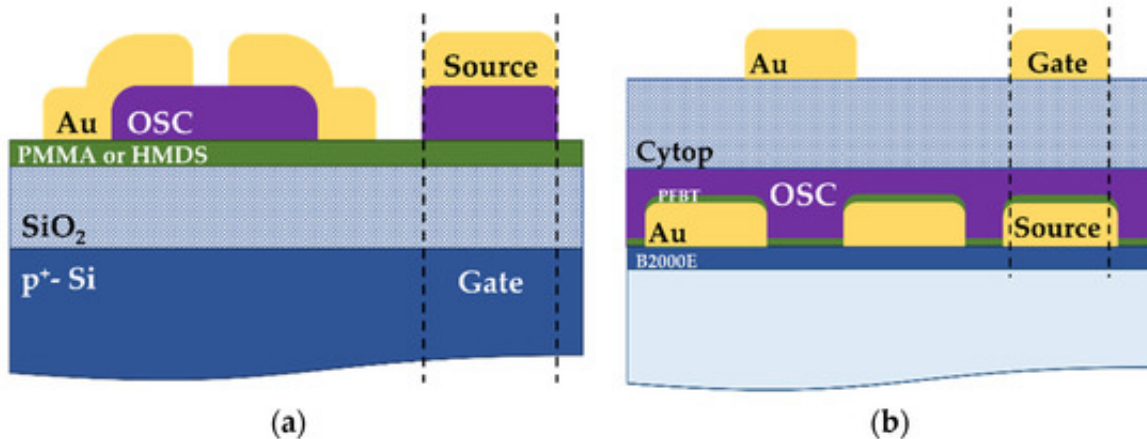 Source
Au
OSC
PMMA or HMDS
SiO₂
p⁺- Si
Gate
(a)
Au
Gate
Cytop
PFBT
OSC
Au
Source
B2000E
(b)